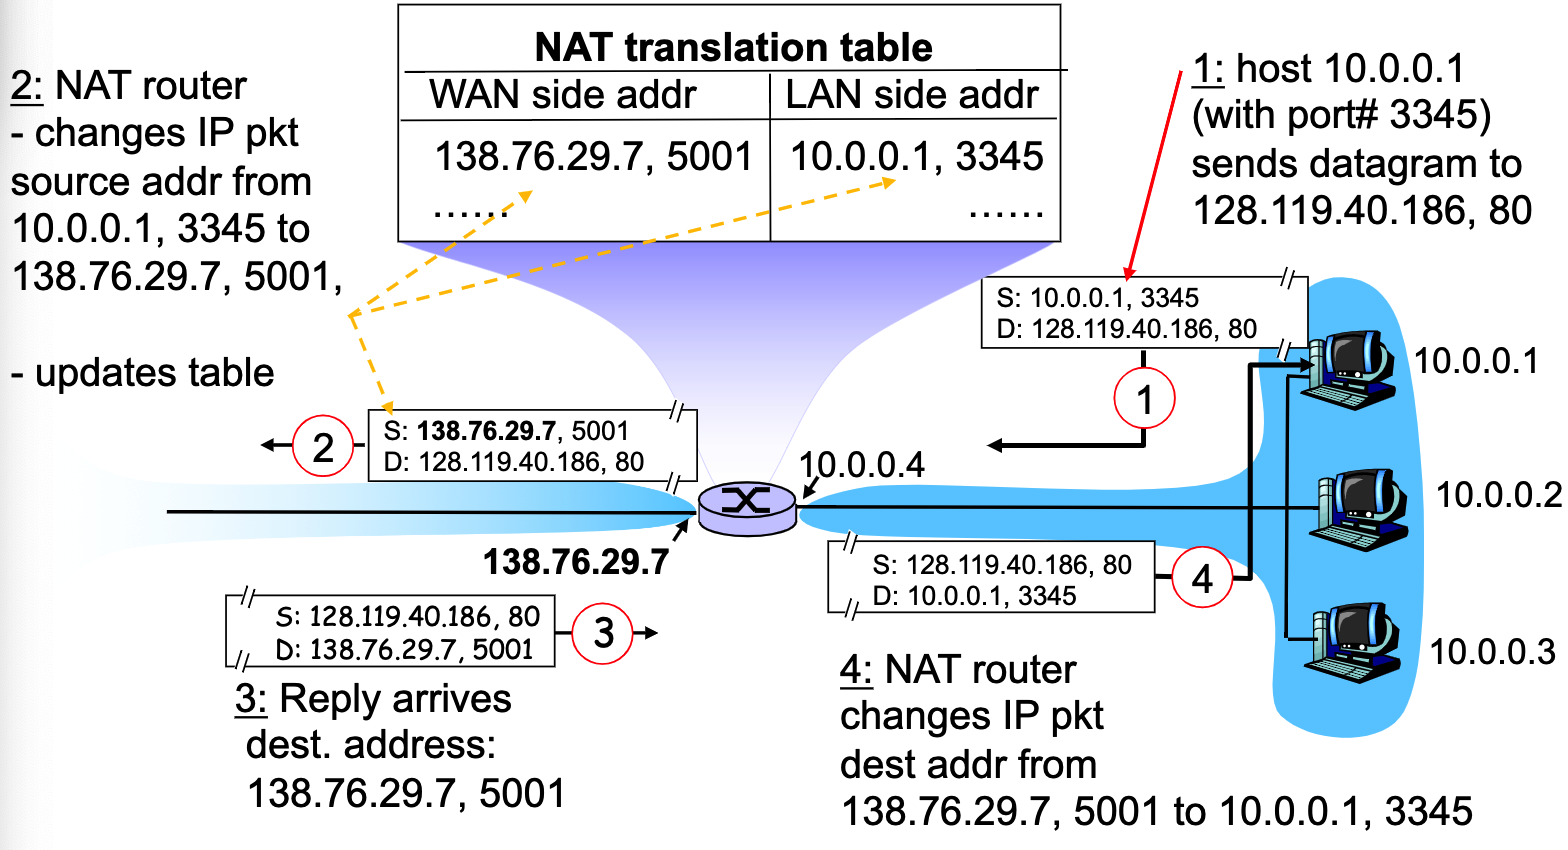 NAT translation table
WAN side addr LAN side addr
138.76.29.7, 5001 10.0.0.1, 3345
...... ......
2: NAT router
- changes IP pkt
source addr from
10.0.0.1, 3345 to
138.76.29.7, 5001,
- updates table
1: host 10.0.0.1
(with port# 3345)
sends datagram to
128.119.40.186, 80
S: 10.0.0.1, 3345
D: 128.119.40.186, 80
1
10.0.0.1
S: 138.76.29.7, 5001
D: 128.119.40.186, 80
2
10.0.0.4
10.0.0.2
138.76.29.7
S: 128.119.40.186, 80
D: 10.0.0.1, 3345
4
S: 128.119.40.186, 80
D: 138.76.29.7, 5001
3
10.0.0.3
3: Reply arrives
dest. address:
138.76.29.7, 5001
4: NAT router
changes IP pkt
dest addr from
138.76.29.7, 5001 to 10.0.0.1, 3345